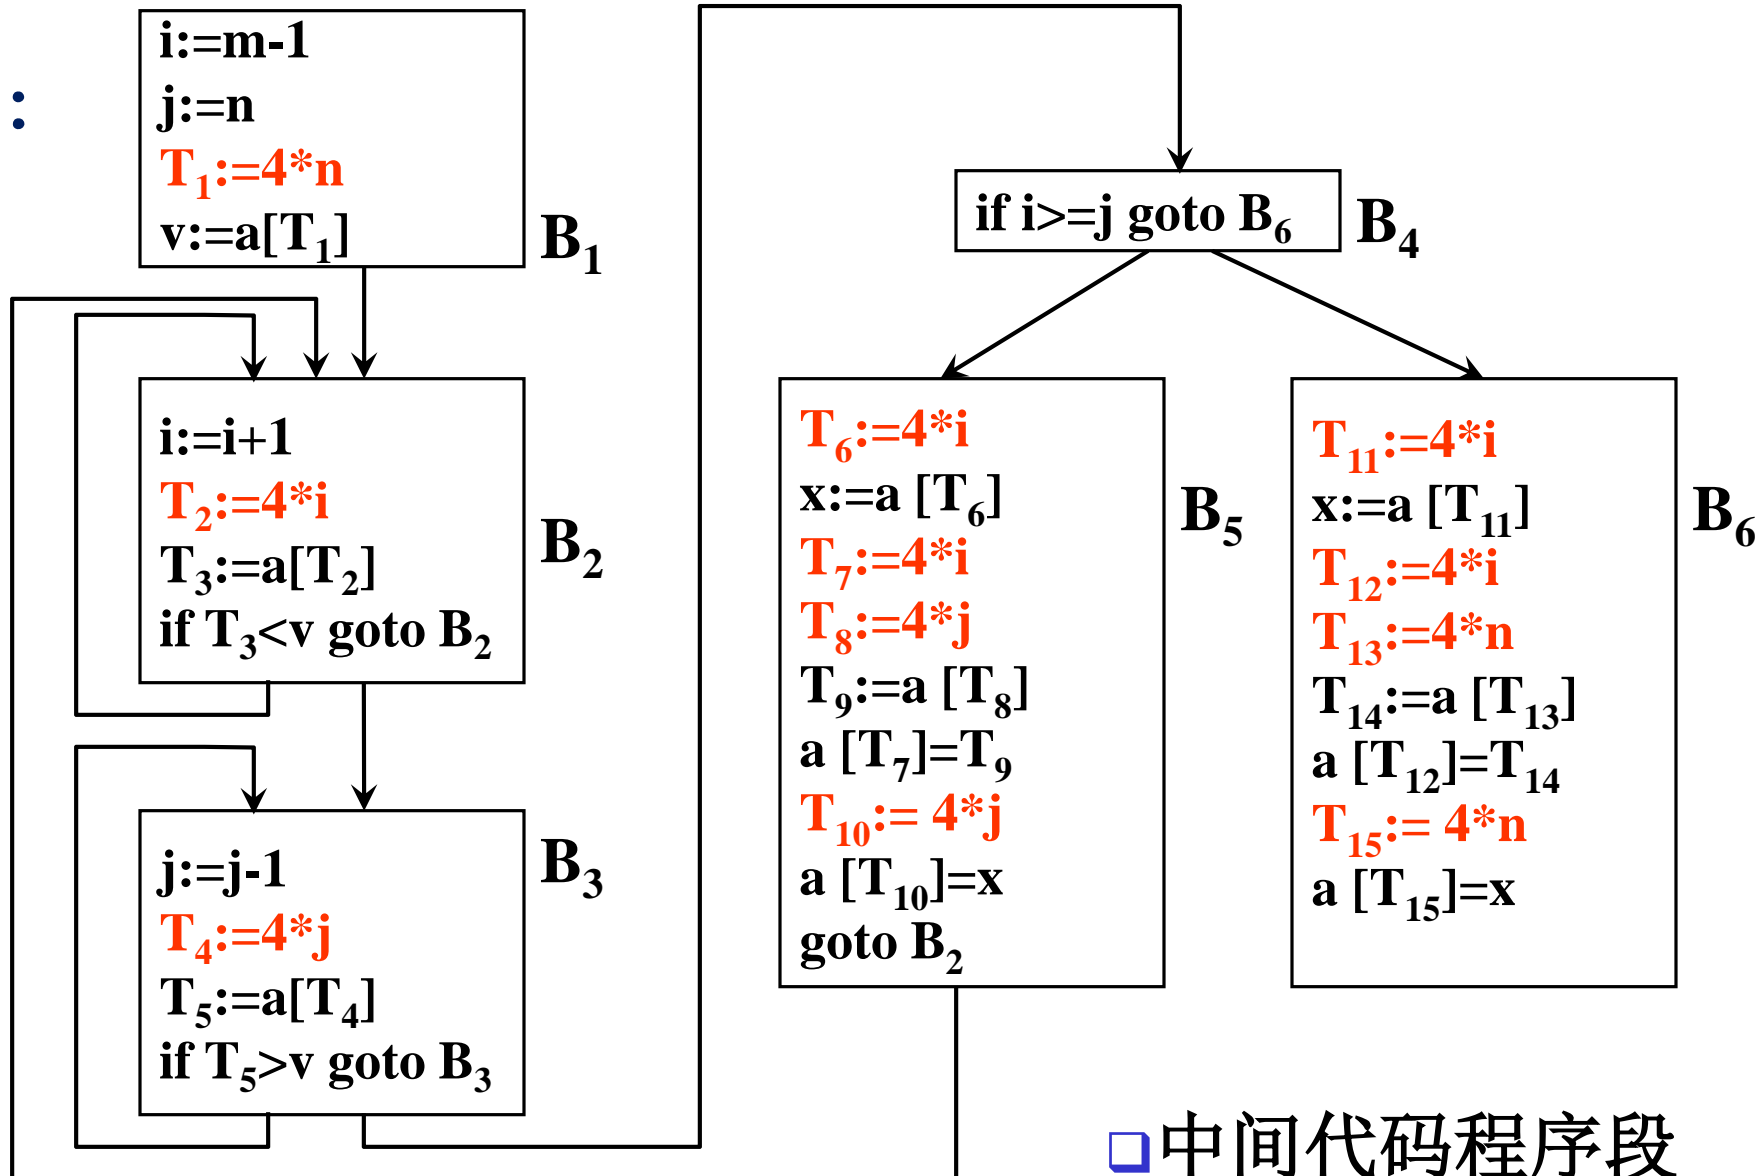 :
i:=m-1
j:=n
T₁:=4*n
v:=a[T₁]
B₁
i:=i+1
T₂:=4*i
T₃:=a[T₂]
if T₃<v goto B₂
B₂
j:=j-1
T₄:=4*j
T₅:=a[T₄]
if T₅>v goto B₃
B₃
if i>=j goto B₆
B₄
T₆:=4*i
x:=a [T₆]
T₇:=4*i
T₈:=4*j
T₉:=a [T₈]
a [T₇]=T₉
T₁₀:= 4*j
a [T₁₀]=x
goto B₂
B₅
T₁₁:=4*i
x:=a [T₁₁]
T₁₂:=4*i
T₁₃:=4*n
T₁₄:=a [T₁₃]
a [T₁₂]=T₁₄
T₁₅:= 4*n
a [T₁₅]=x
B₆
❑中间代码程序段